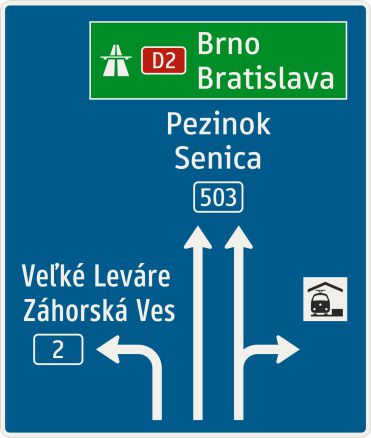 D2
Brno
Bratislava
Pezinok
Senica
503
Veľké Leváre
Záhorská Ves
2